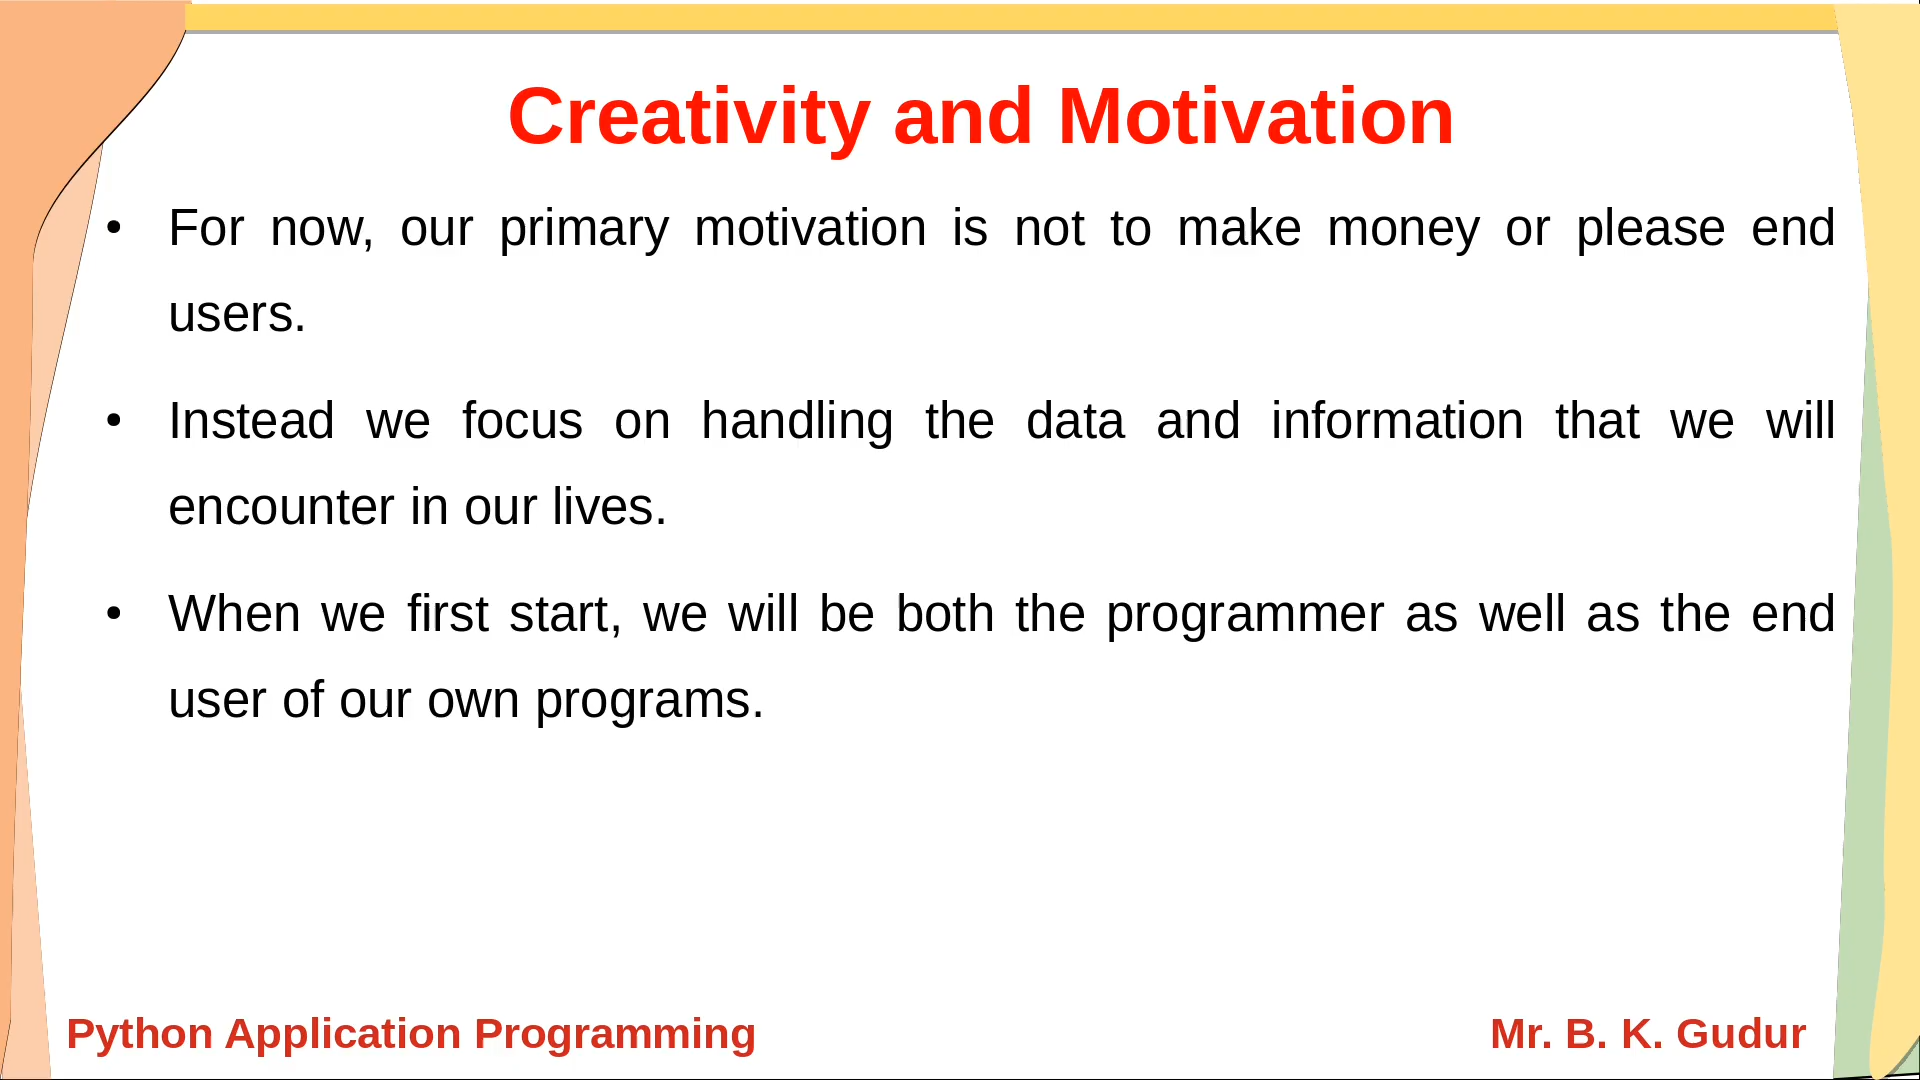 Creativity and Motivation
• For now, our primary motivation is not to make money or please end
users.
• Instead we focus on handling the data and information that we will
encounter in our lives.
• When we first start, we will be both the programmer as well as the end
user of our own programs.
Python Application Programming
Mr. B. K. Gudur